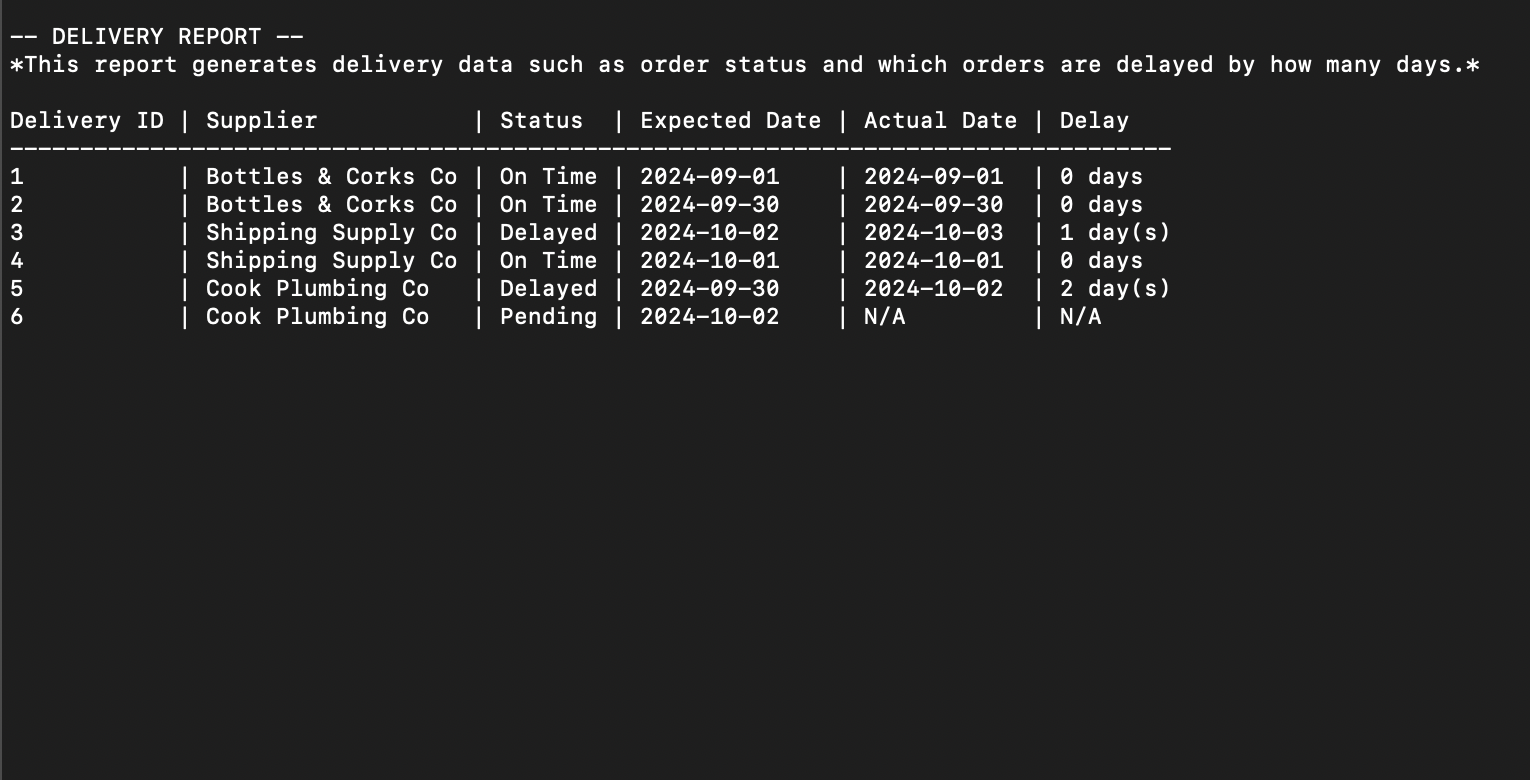 -- DELIVERY REPORT --
*This report generates delivery data such as order status and which orders are delayed by how many days.*
Delivery ID | Supplier           | Status  | Expected Date | Actual Date | Delay
-----------------------------------------------------------------------------------
1           | Bottles & Corks Co | On Time | 2024-09-01    | 2024-09-01  | 0 days
2           | Bottles & Corks Co | On Time | 2024-09-30    | 2024-09-30  | 0 days
3           | Shipping Supply Co | Delayed | 2024-10-02    | 2024-10-03  | 1 day(s)
4           | Shipping Supply Co | On Time | 2024-10-01    | 2024-10-01  | 0 days
5           | Cook Plumbing Co   | Delayed | 2024-09-30    | 2024-10-02  | 2 day(s)
6           | Cook Plumbing Co   | Pending | 2024-10-02    | N/A         | N/A